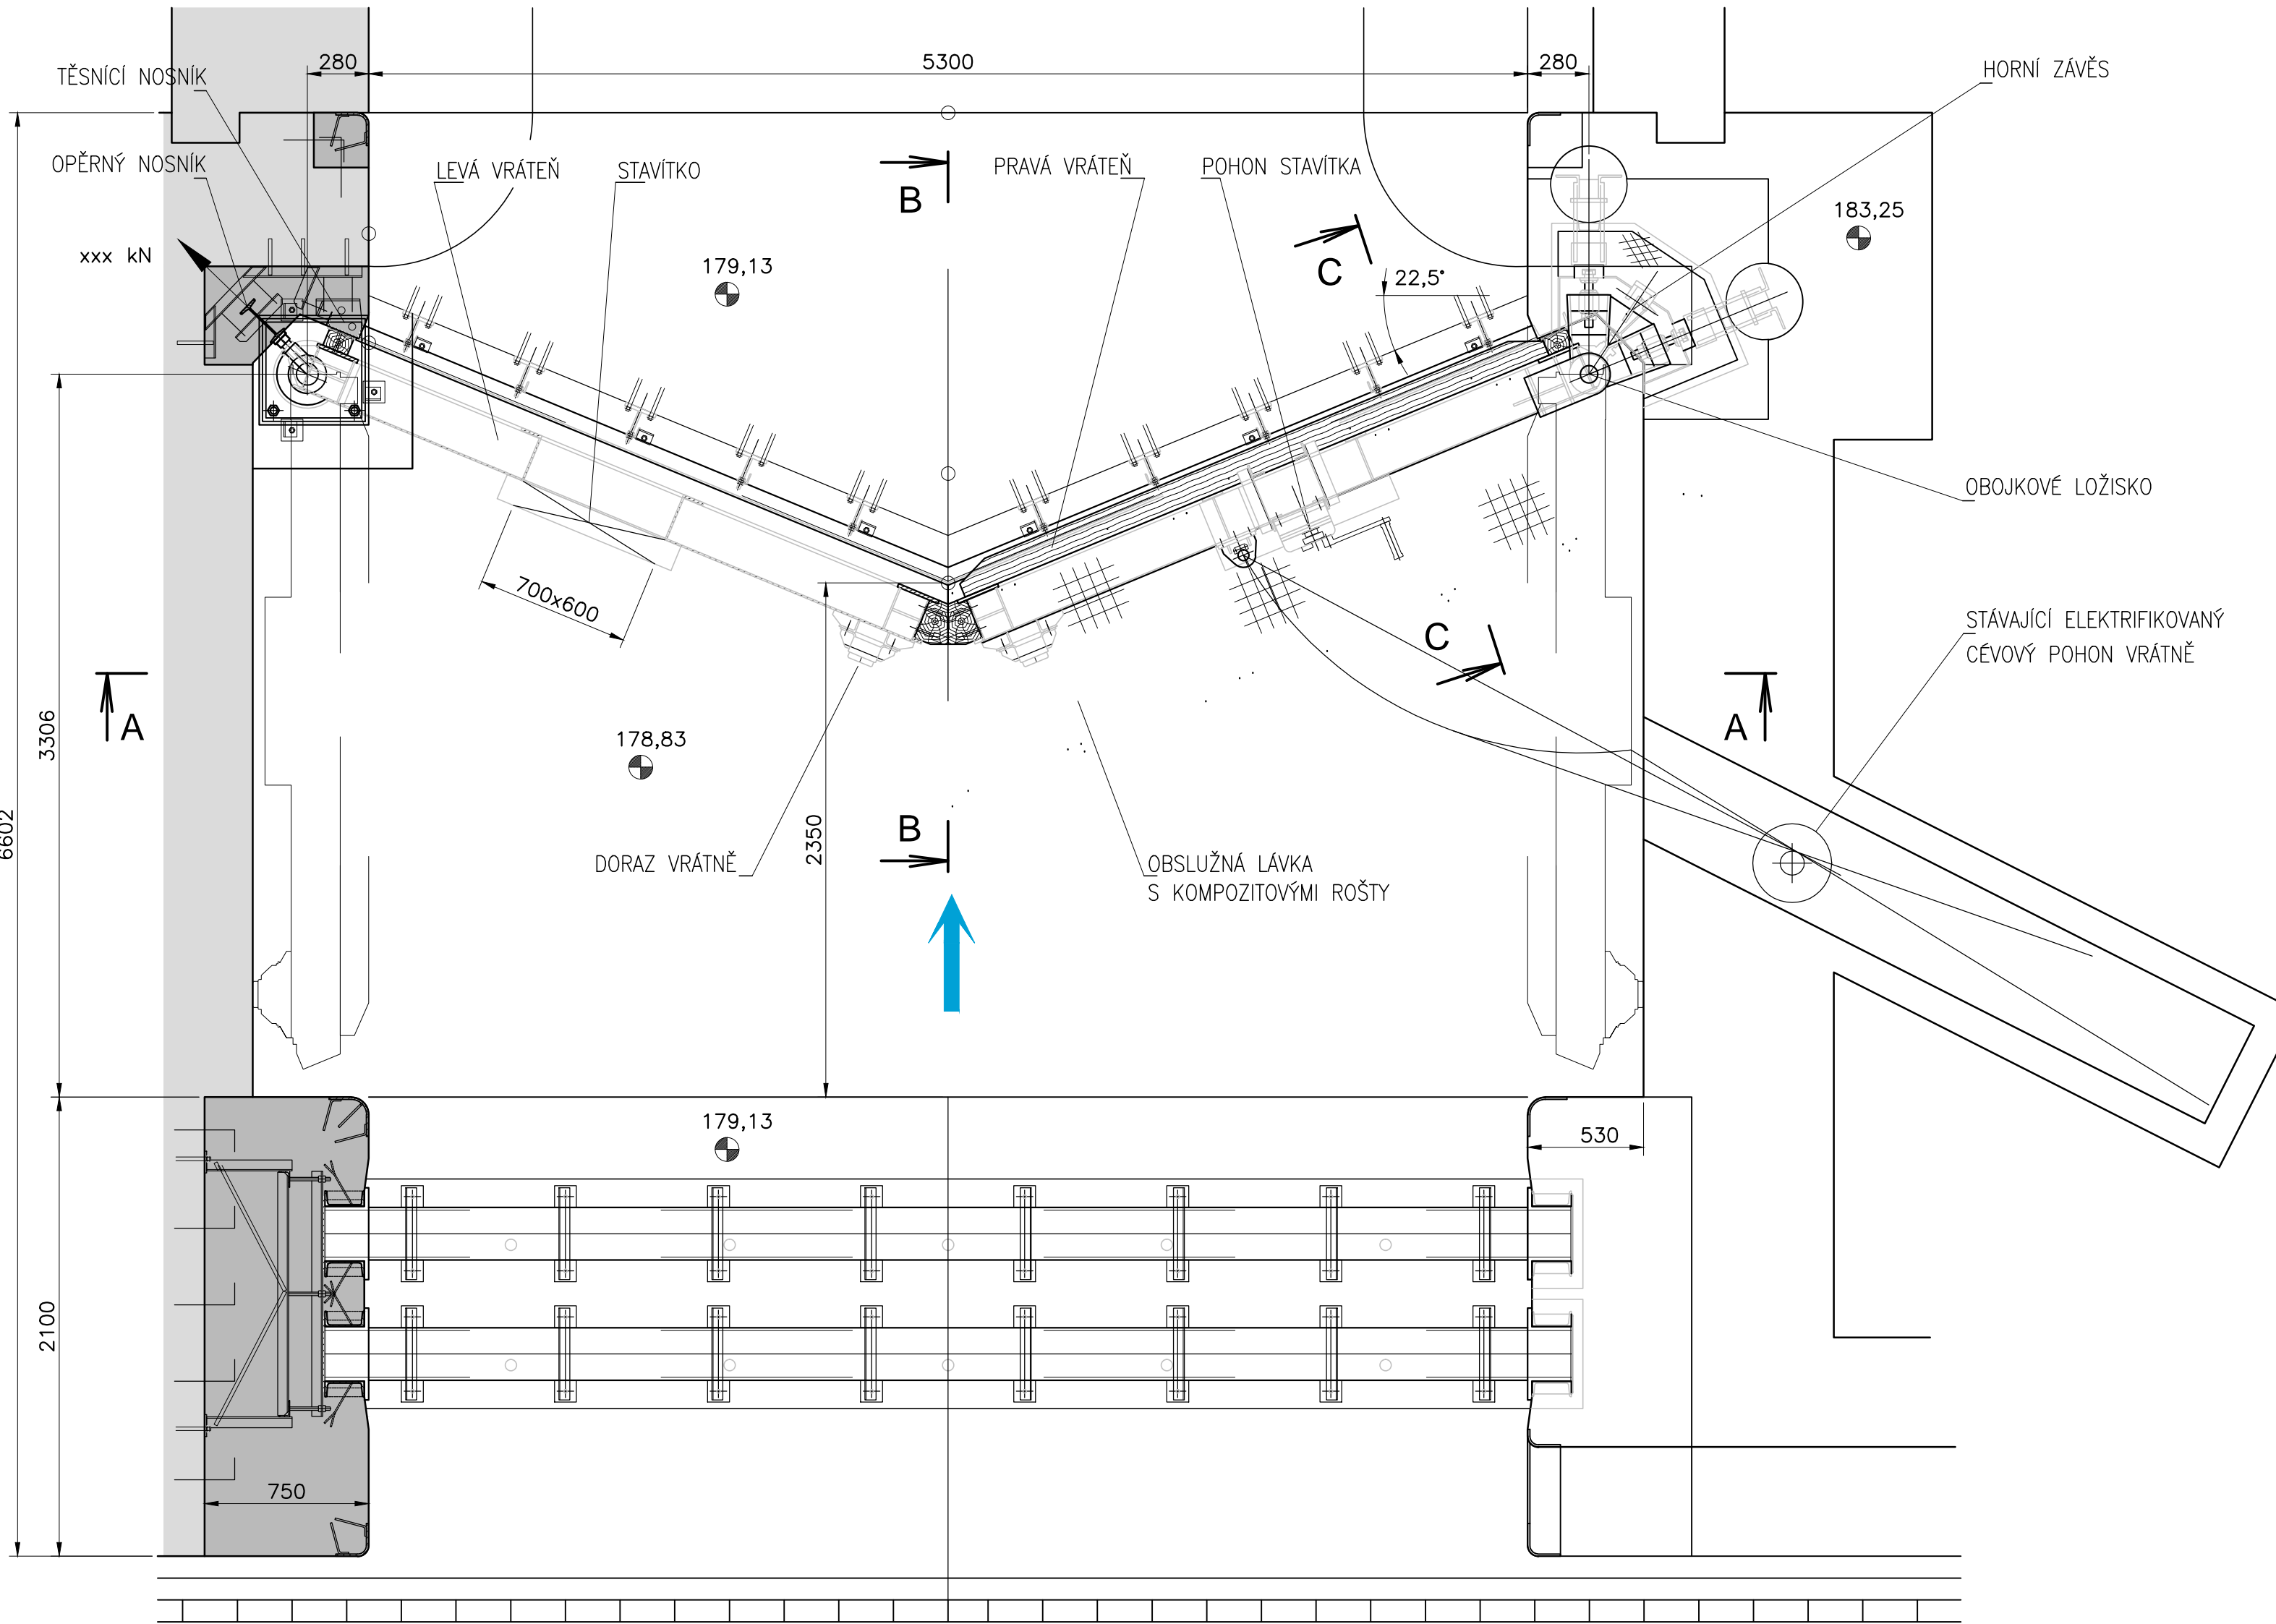 280
5300
280
HORNÍ ZÁVĚS
TĚSNÍCÍ NOSNÍK
OPĚRNÝ NOSNÍK
LEVÁ VRÁTEŇ
STAVÍTKO
B
PRAVÁ VRÁTEŇ
POHON STAVÍTKA
183,25
xxx kN
179,13
C
22,5°
OBOJKOVÉ LOŽISKO
700x600
STÁVAJÍCÍ ELEKTRIFIKOVANÝ
CÉVOVÝ POHON VRÁTNĚ
C
A
A
3306
178,83
6602
2350
B
DORAZ VRÁTNĚ
OBSLUŽNÁ LÁVKA
S KOMPOZITOVÝMI ROŠTY
179,13
530
2100
750